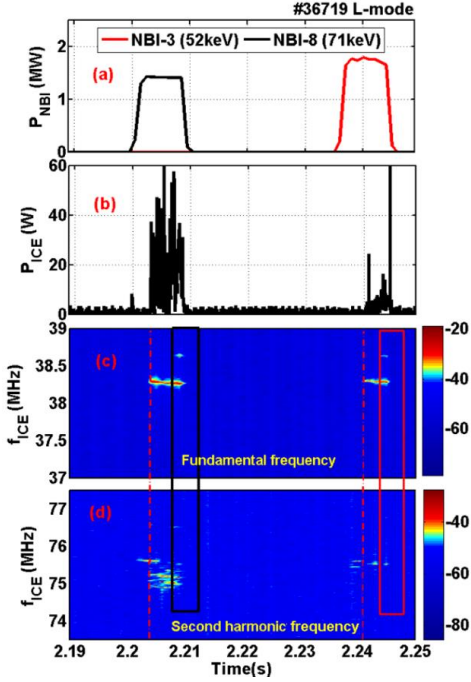 #36719 L-mode
NBI-3 (52keV) NBI-8 (71keV)
(a)
P_NBI (MW)
2
1
0
(b)
P_ICE (W)
60
40
20
0
(c)
f_ICE (MHz)
39
38.5
38
37.5
37
Fundamental frequency
-20
-40
-60
(d)
f_ICE (MHz)
77
76
75
74
Second harmonic frequency
-40
-60
-80
2.19 2.2 2.21 2.22 2.23 2.24 2.25
Time(s)